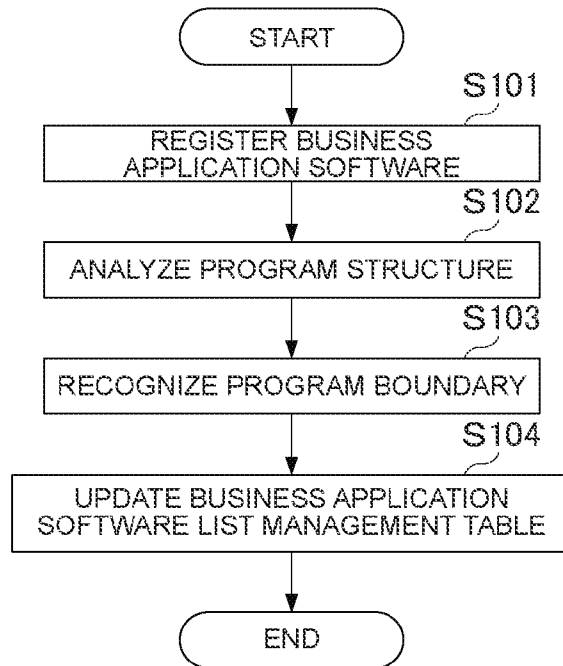 START
S101
REGISTER BUSINESS
APPLICATION SOFTWARE
S102
ANALYZE PROGRAM STRUCTURE
S103
RECOGNIZE PROGRAM BOUNDARY
S104
UPDATE BUSINESS APPLICATION
SOFTWARE LIST MANAGEMENT TABLE
END